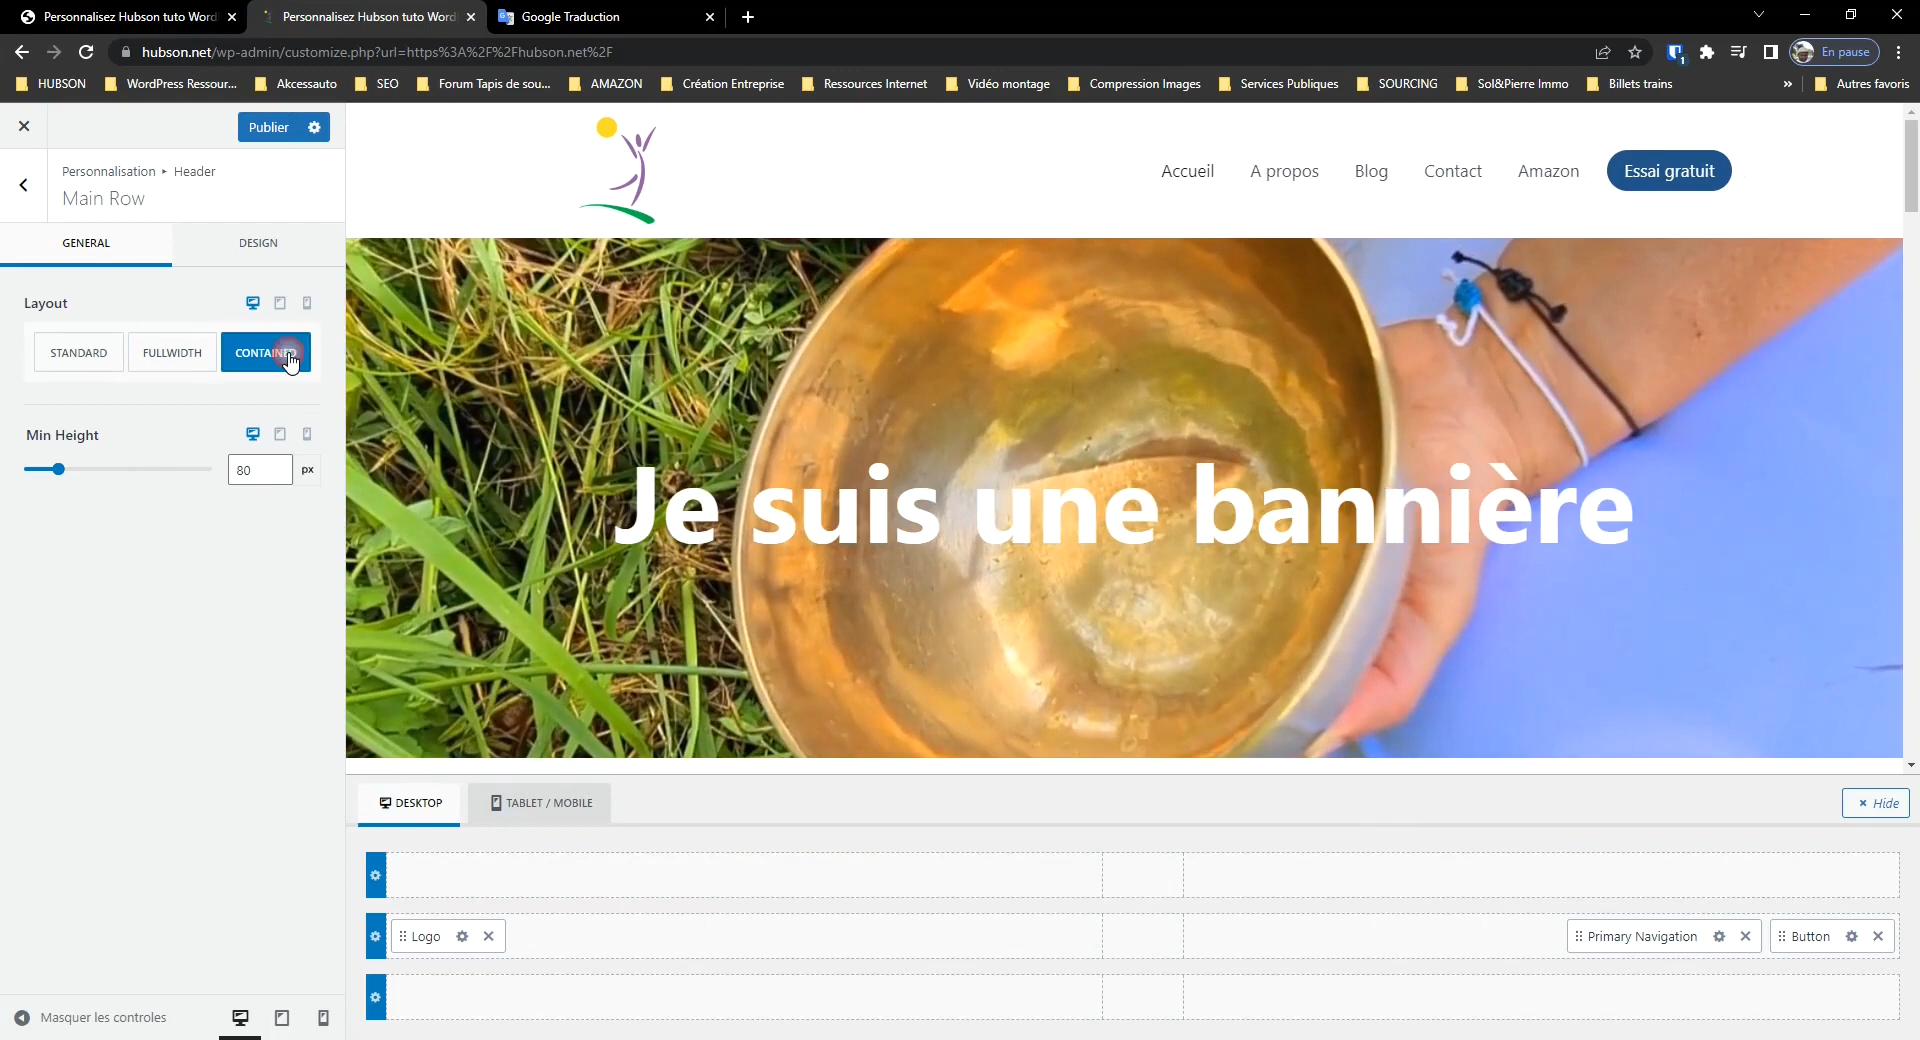 Personnalisez Hubson tuto Word
Personnalisez Hubson tuto Word
Google Traduction
hubson.net/wp-admin/customize.php?url=https%3A%2F%2Fhubson.net%2F
1
En pause
HUBSON
WordPress Ressour...
Akcessauto
SEO
Forum Tapis de sou...
AMAZON
Création Entreprise
Ressources Internet
Vidéo montage
Compression Images
Services Publiques
SOURCING
Sol&Pierre Immo
Billets trains
»
Autres favoris
Publier
Personnalisation ▸ Header
Main Row
GENERAL
DESIGN
Layout
STANDARD
FULLWIDTH
CONTAINED
Min Height
80
px
Masquer les controles
Accueil
A propos
Blog
Contact
Amazon
Essai gratuit
Je suis une bannière
DESKTOP
TABLET / MOBILE
× Hide
Logo
Primary Navigation
Button